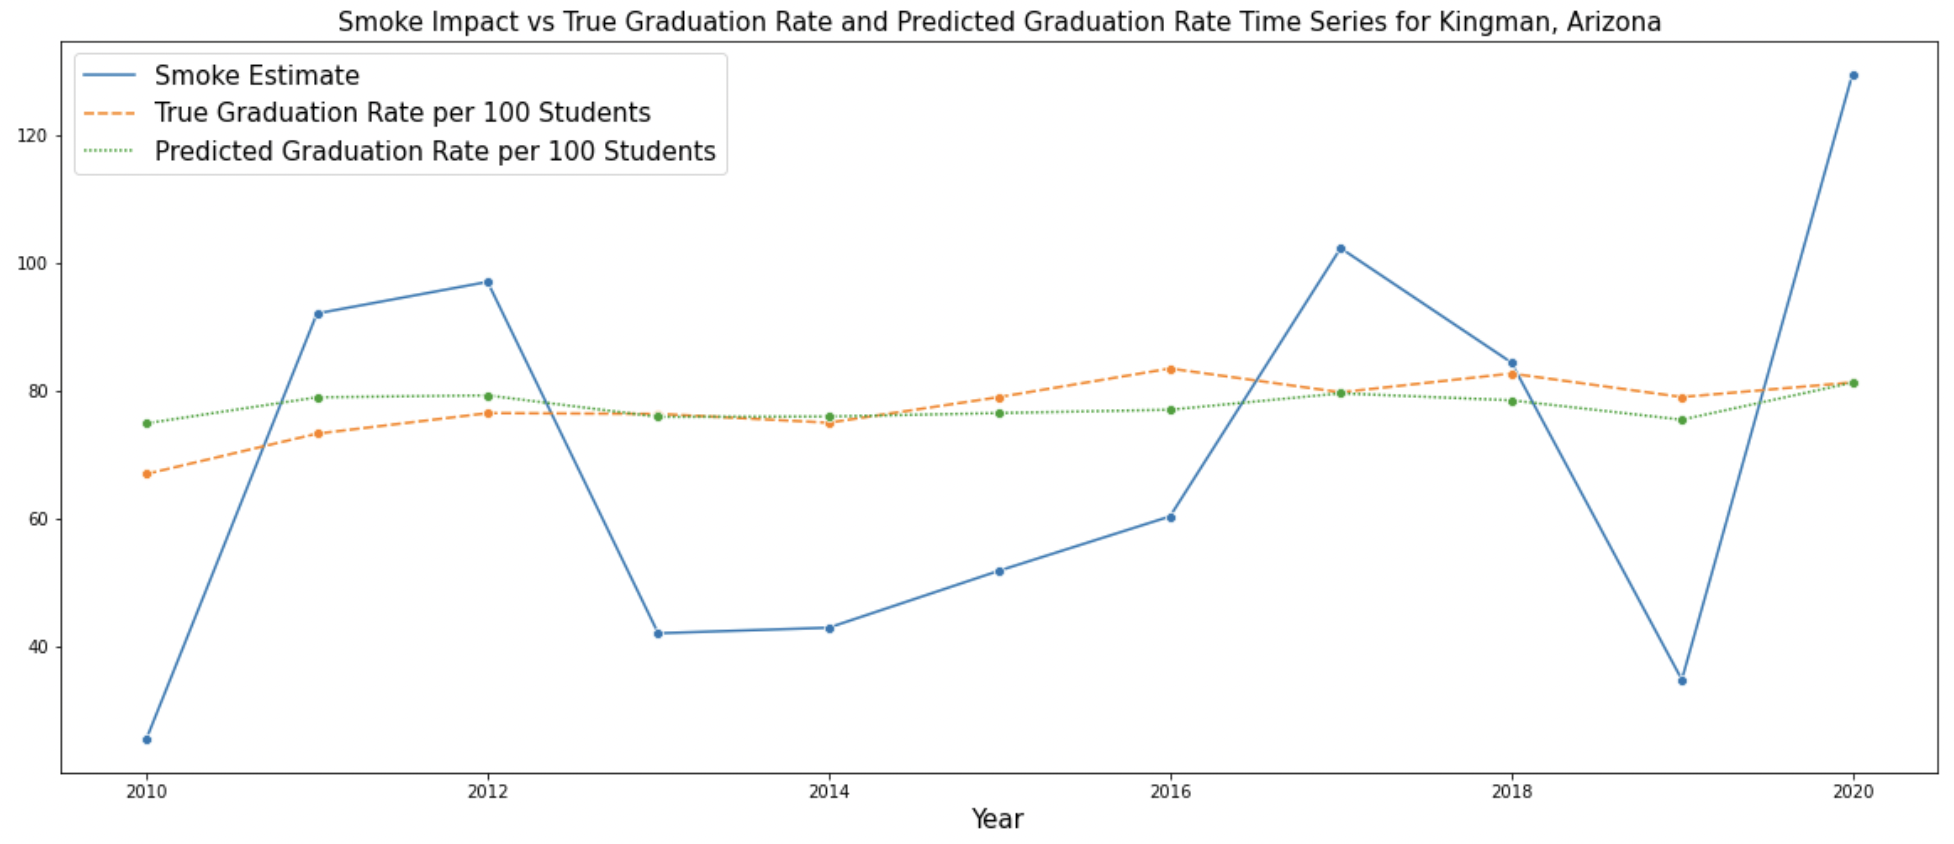 Smoke Impact vs True Graduation Rate and Predicted Graduation Rate Time Series for Kingman, Arizona
Smoke Estimate
True Graduation Rate per 100 Students
Predicted Graduation Rate per 100 Students
120
100
80
60
40
2010 2012 2014 2016 2018 2020
Year